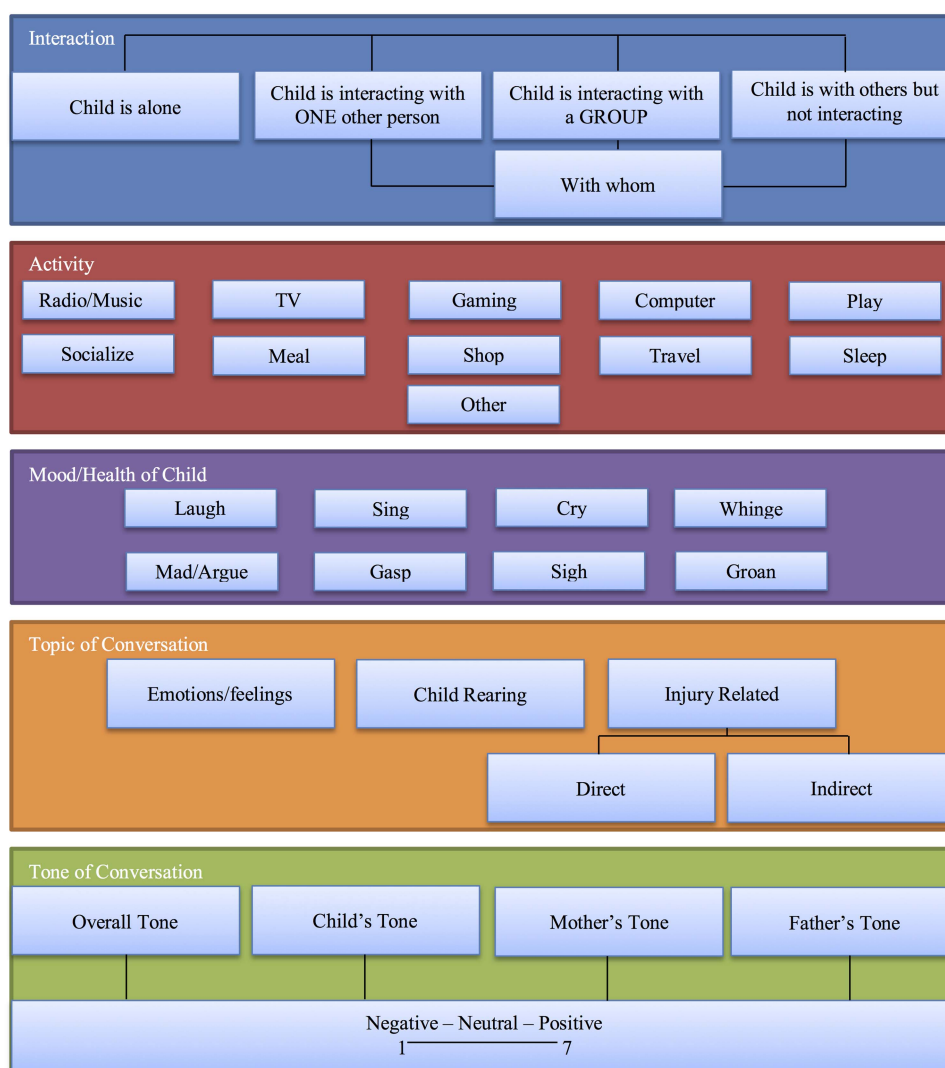 Interaction
Child is alone
Child is interacting with
ONE other person
Child is interacting with
a GROUP
Child is with others but
not interacting
With whom
Activity
Radio/Music
TV
Gaming
Computer
Play
Socialize
Meal
Shop
Travel
Sleep
Other
Mood/Health of Child
Laugh
Sing
Cry
Whinge
Mad/Argue
Gasp
Sigh
Groan
Topic of Conversation
Emotions/feelings
Child Rearing
Injury Related
Direct
Indirect
Tone of Conversation
Overall Tone
Child’s Tone
Mother’s Tone
Father’s Tone
Negative – Neutral – Positive
1 7